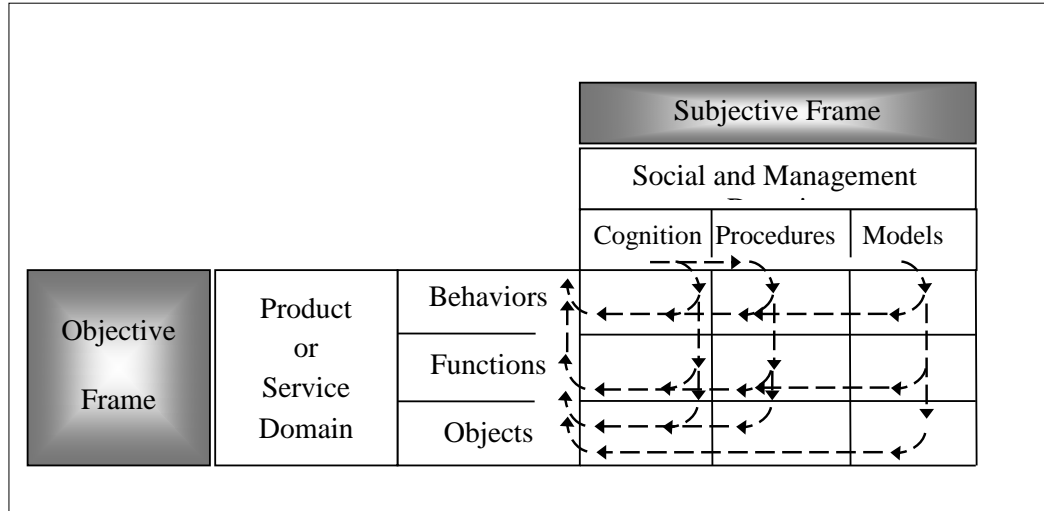 Subjective Frame
Social and Management
Cognition Procedures Models
Objective
Frame
Product
or
Service
Domain
Behaviors
Functions
Objects